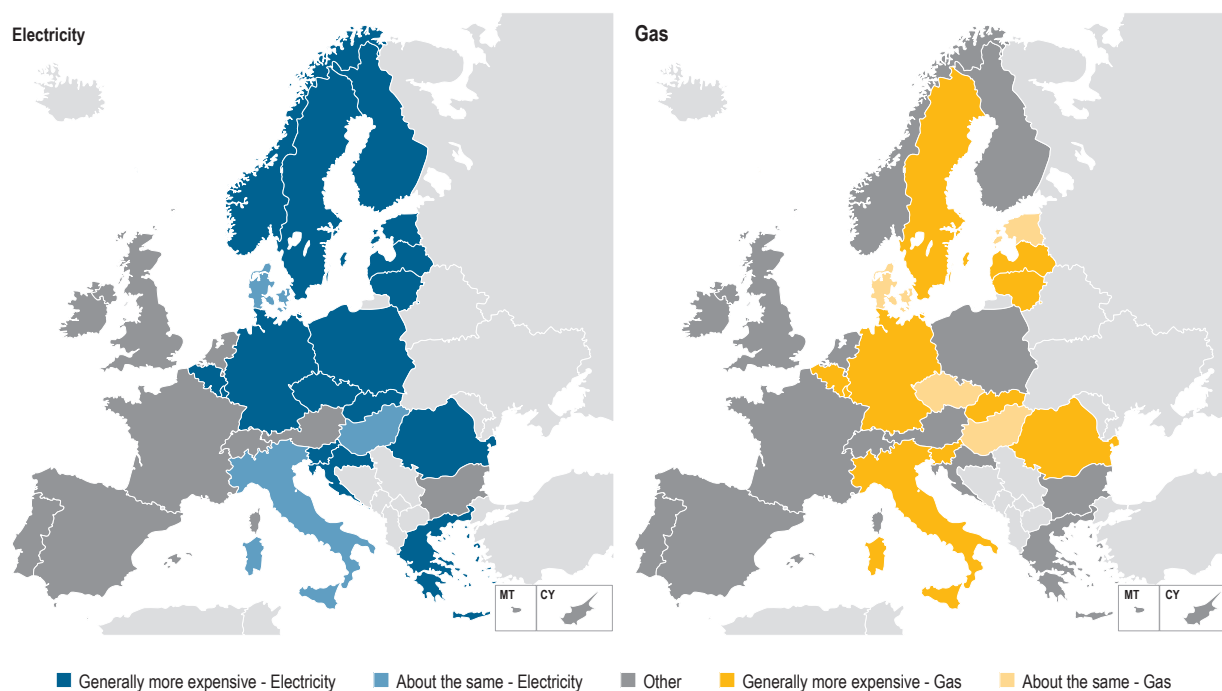 Electricity
Gas
MT
CY
MT
CY
Generally more expensive - Electricity
About the same - Electricity
Other
Generally more expensive - Gas
About the same - Gas